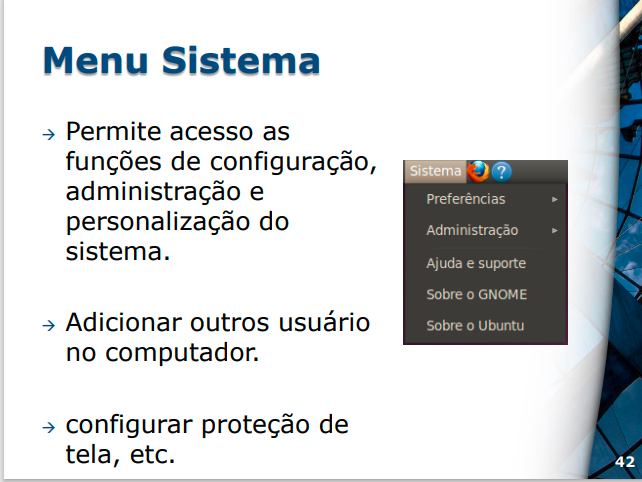 Menu Sistema
→ Permite acesso as
funções de configuração,
administração e
personalização do
sistema.
→ Adicionar outros usuário
no computador.
→ configurar proteção de
tela, etc.
Sistema
Preferências
Administração
Ajuda e suporte
Sobre o GNOME
Sobre o Ubuntu
42